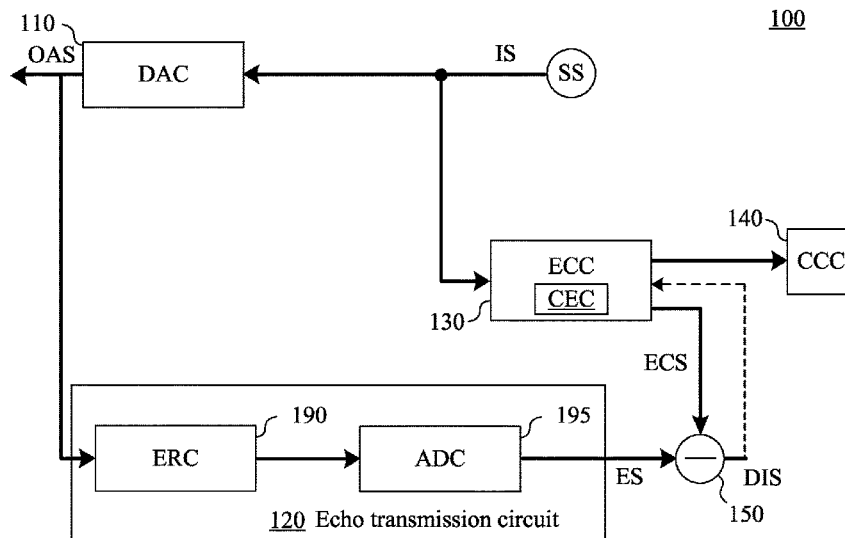 110
100
OAS
DAC
IS
SS
140
ECC
CCC
CEC
130
ECS
190
195
ERC
ADC
ES
DIS
150
120 Echo transmission circuit